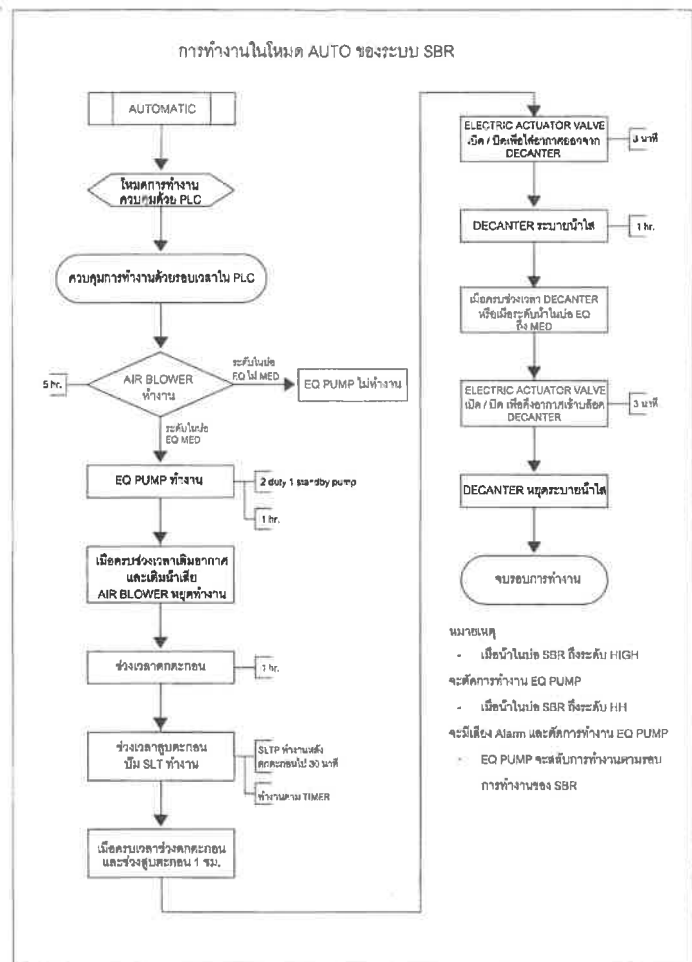 การทำงานในโหมด AUTO ของระบบ SBR
AUTOMATIC
โหมดการทำงาน
ควบคุมด้วย PLC
ควบคุมการทำงานด้วยรอบเวลาใน PLC
5 hr.
AIR BLOWER
ทำงาน
ระดับในบ่อ
EQ ไม่ MED
EQ PUMP ไม่ทำงาน
ระดับในบ่อ
EQ MED
EQ PUMP ทำงาน
2 duty 1 standby pump
1 hr.
เมื่อครบช่วงเวลาเติมอากาศ
และเติมน้ำเสีย
AIR BLOWER หยุดทำงาน
ช่วงเวลาตกตะกอน
1 hr.
ช่วงเวลาสูบตะกอน
ปั๊ม SLT ทำงาน
SLTP ทำงานหลัง
ตกตะกอนไป 30 นาที
ทำงานตาม TIMER
เมื่อครบเวลาช่วงตกตะกอน
และช่วงสูบตะกอน 1 ชม.
ELECTRIC ACTUATOR VALVE
เปิด / ปิดเพื่อไล่อากาศออกจาก
DECANTER
3 นาที
DECANTER ระบายน้ำใส
1 hr.
เมื่อครบช่วงเวลา DECANTER
หรือเมื่อระดับน้ำในบ่อ EQ
ถึง MED
ELECTRIC ACTUATOR VALVE
เปิด / ปิด เพื่อดึงอากาศเข้าบล็อค
DECANTER
3 นาที
DECANTER หยุดระบายน้ำใส
จบรอบการทำงาน
หมายเหตุ
- เมื่อน้ำในบ่อ SBR ถึงระดับ HIGH
จะตัดการทำงาน EQ PUMP
- เมื่อน้ำในบ่อ SBR ถึงระดับ HH
จะมีเสียง Alarm และตัดการทำงาน EQ PUMP
- EQ PUMP จะสลับการทำงานตามรอบ
การทำงานของ SBR